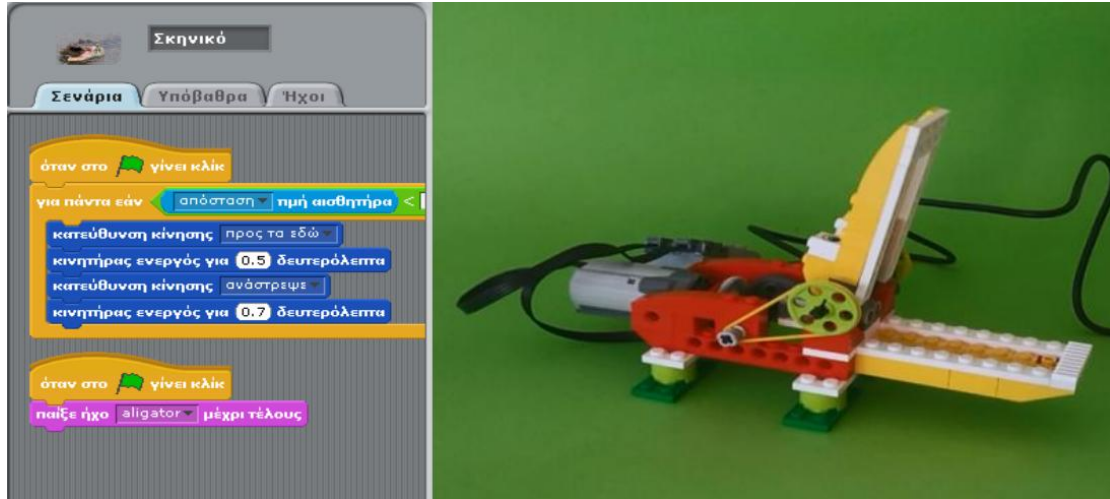 Σκηνικό
Σενάρια Υπόβαθρα Ήχοι
όταν στο γίνει κλίκ
για πάντα εάν απόσταση τιμή αισθητήρα <
κατεύθυνση κίνησης προς τα εδώ
κινητήρας ενεργός για 0.5 δευτερόλεπτα
κατεύθυνση κίνησης ανάστρεψε
κινητήρας ενεργός για 0.7 δευτερόλεπτα
όταν στο γίνει κλίκ
παίξε ήχο aligator μέχρι τέλους